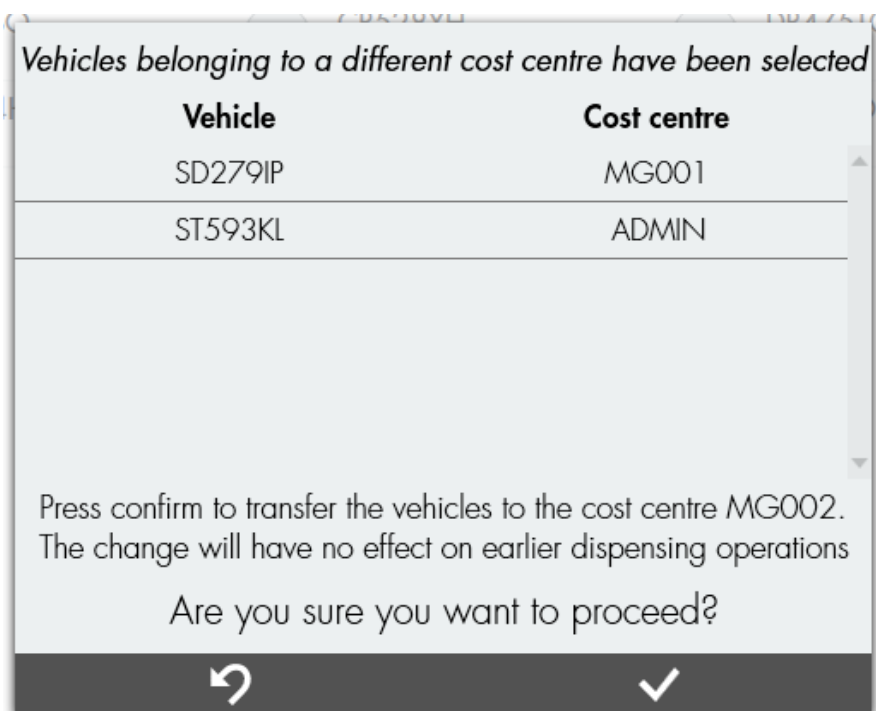 Vehicles belonging to a different cost centre have been selected
Vehicle Cost centre
SD279IP MG001
ST593KL ADMIN
Press confirm to transfer the vehicles to the cost centre MG002.
The change will have no effect on earlier dispensing operations
Are you sure you want to proceed?